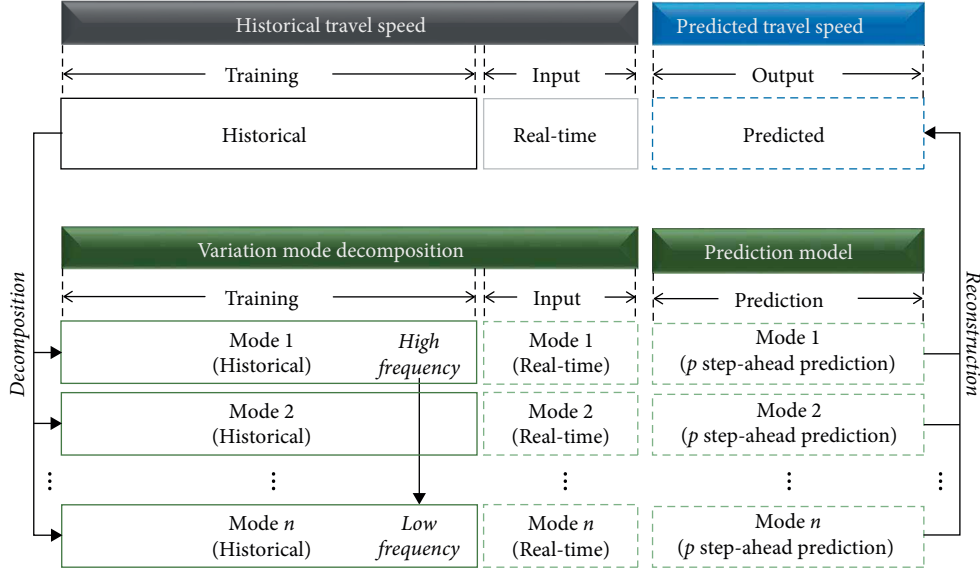 Historical travel speed
Predicted travel speed
Training
Input
Output
Historical
Real-time
Predicted
Decomposition
Variation mode decomposition
Prediction model
Reconstruction
Training
Input
Prediction
Mode 1
(Historical)
High
frequency
Mode 1
(Real-time)
Mode 1
(p step-ahead prediction)
Mode 2
(Historical)
Mode 2
(Real-time)
Mode 2
(p step-ahead prediction)
...
...
...
...
...
Mode n
(Historical)
Low
frequency
Mode n
(Real-time)
Mode n
(p step-ahead prediction)